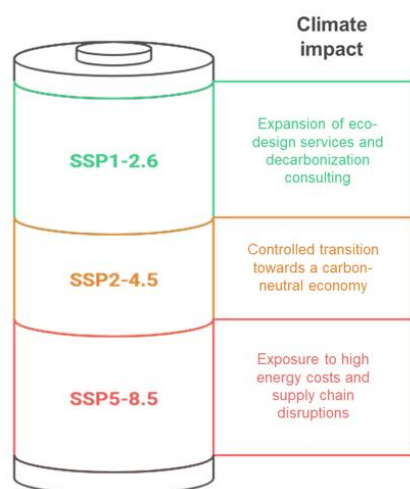 Climate
impact
SSP1-2.6
Expansion of eco-
design services and
decarbonization
consulting
SSP2-4.5
Controlled transition
towards a carbon-
neutral economy
SSP5-8.5
Exposure to high
energy costs and
supply chain
disruptions